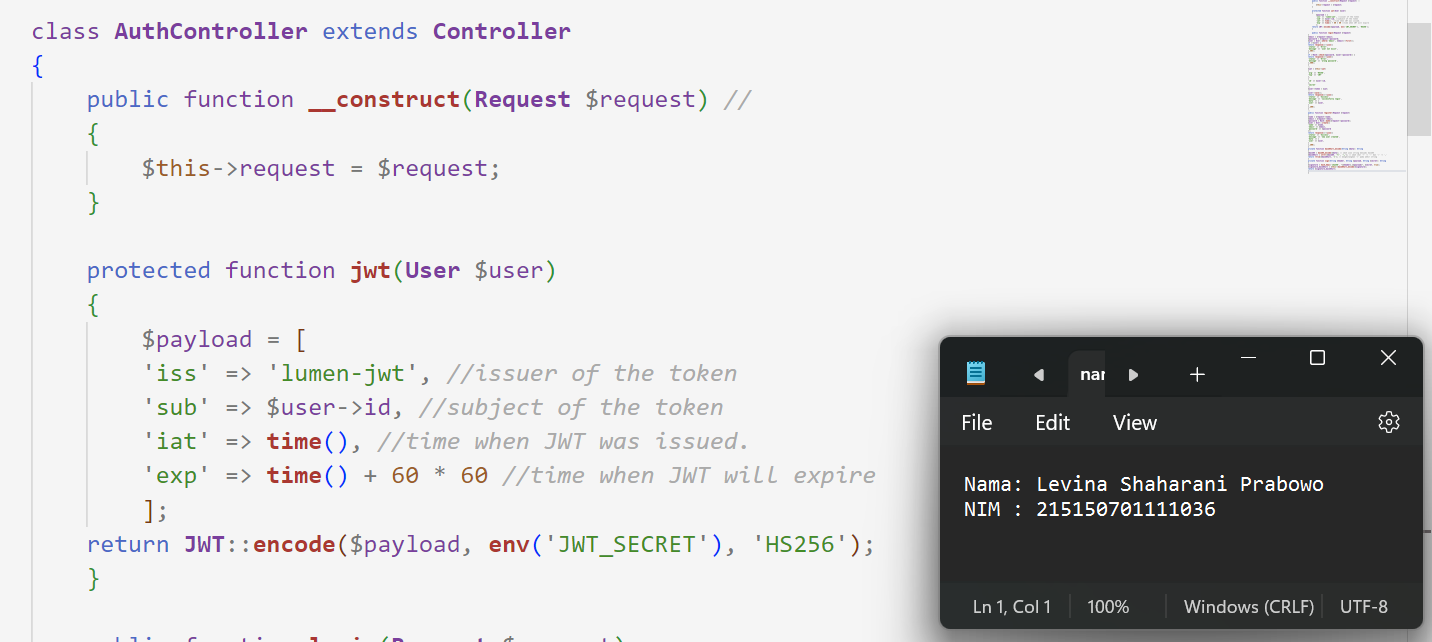 class AuthController extends Controller
{
    public function __construct(Request $request) //
    {
        $this->request = $request;
    }

    protected function jwt(User $user)
    {
        $payload = [
        'iss' => 'lumen-jwt', //issuer of the token
        'sub' => $user->id, //subject of the token
        'iat' => time(), //time when JWT was issued.
        'exp' => time() + 60 * 60 //time when JWT will expire
        ];
    return JWT::encode($payload, env('JWT_SECRET'), 'HS256');
    }
File Edit View
Nama: Levina Shaharani Prabowo
NIM : 215150701111036
Ln 1, Col 1 100% Windows (CRLF) UTF-8